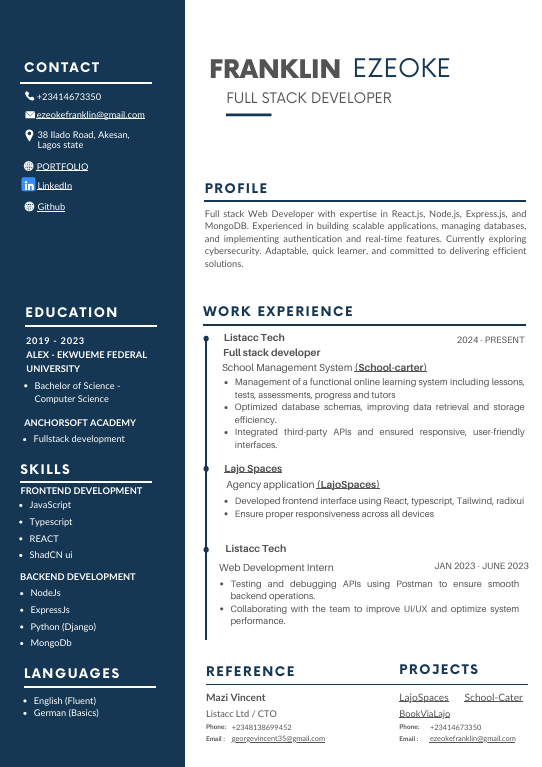 CONTACT
+23414673350
ezeokefranklin@gmail.com
38 Ilado Road, Akesan,
Lagos state
PORTFOLIO
LinkedIn
Github
EDUCATION
2019 - 2023
ALEX - EKWUEME FEDERAL
UNIVERSITY
• Bachelor of Science -
Computer Science
ANCHORSOFT ACADEMY
• Fullstack development
SKILLS
FRONTEND DEVELOPMENT
• JavaScript
• Typescript
• REACT
• ShadCN ui
BACKEND DEVELOPMENT
• NodeJs
• ExpressJs
• Python (Django)
• MongoDb
LANGUAGES
• English (Fluent)
• German (Basics)
FRANKLIN EZEOKE
FULL STACK DEVELOPER
PROFILE
Full stack Web Developer with expertise in React.js, Node.js, Express.js, and
MongoDB. Experienced in building scalable applications, managing databases,
and implementing authentication and real-time features. Currently exploring
cybersecurity. Adaptable, quick learner, and committed to delivering efficient
solutions.
WORK EXPERIENCE
Listacc Tech 2024 - PRESENT
Full stack developer
School Management System (School-carter)
• Management of a functional online learning system including lessons,
tests, assessments, progress and tutors
• Optimized database schemas, improving data retrieval and storage
efficiency.
• Integrated third-party APIs and ensured responsive, user-friendly
interfaces.
Lajo Spaces
Agency application (LajoSpaces)
• Developed frontend interface using React, typescript, Tailwind, radixui
• Ensure proper responsiveness across all devices
Listacc Tech
Web Development Intern JAN 2023 - JUNE 2023
• Testing and debugging APIs using Postman to ensure smooth
backend operations.
• Collaborating with the team to improve UI/UX and optimize system
performance.
REFERENCE
Mazi Vincent
Listacc Ltd / CTO
Phone: +2348138699452
Email : georgevincent35@gmail.com
PROJECTS
LajoSpaces School-Cater
BookViaLajo
Phone: +23414673350
Email : ezeokefranklin@gmail.com